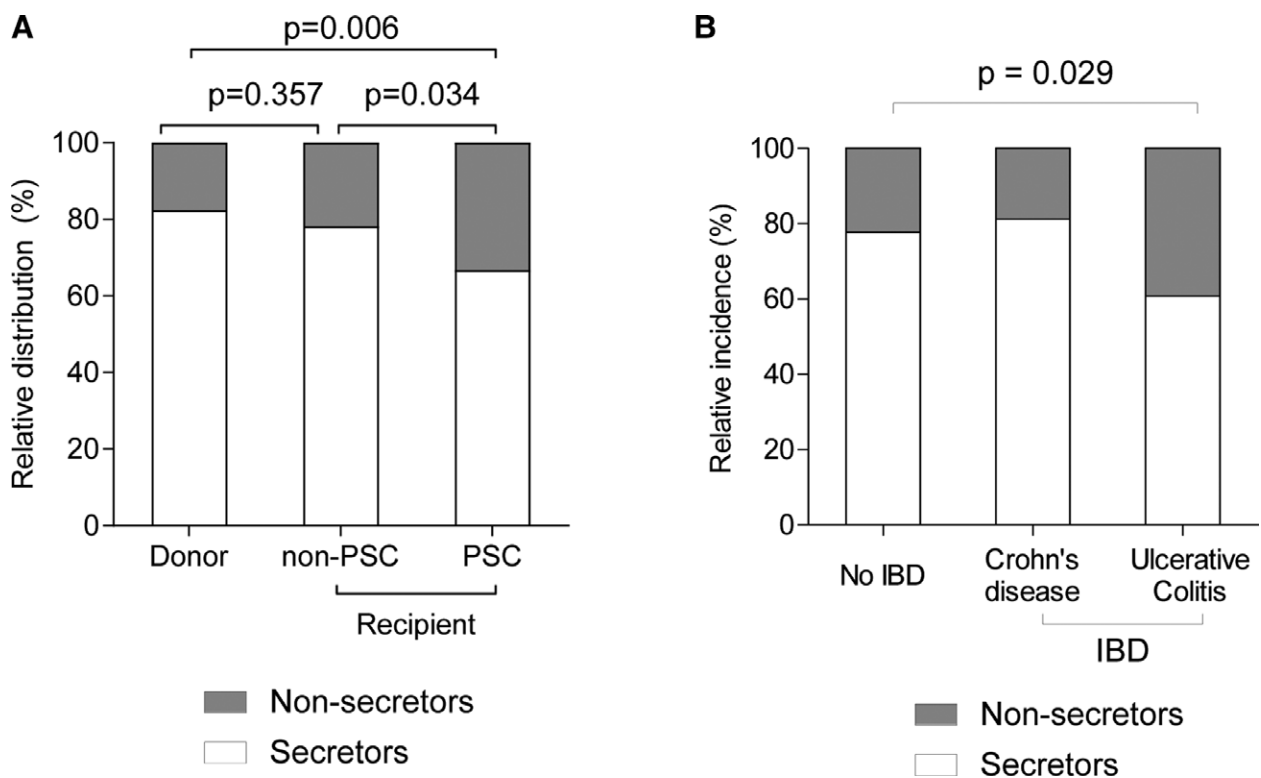 A
p=0.006
p=0.357
p=0.034
Relative distribution (%)
100
80
60
40
20
0
Donor
non-PSC
PSC
Recipient
Non-secretors
Secretors
B
p = 0.029
Relative incidence (%)
100
80
60
40
20
0
No IBD
Crohn's
disease
Ulcerative
Colitis
IBD
Non-secretors
Secretors